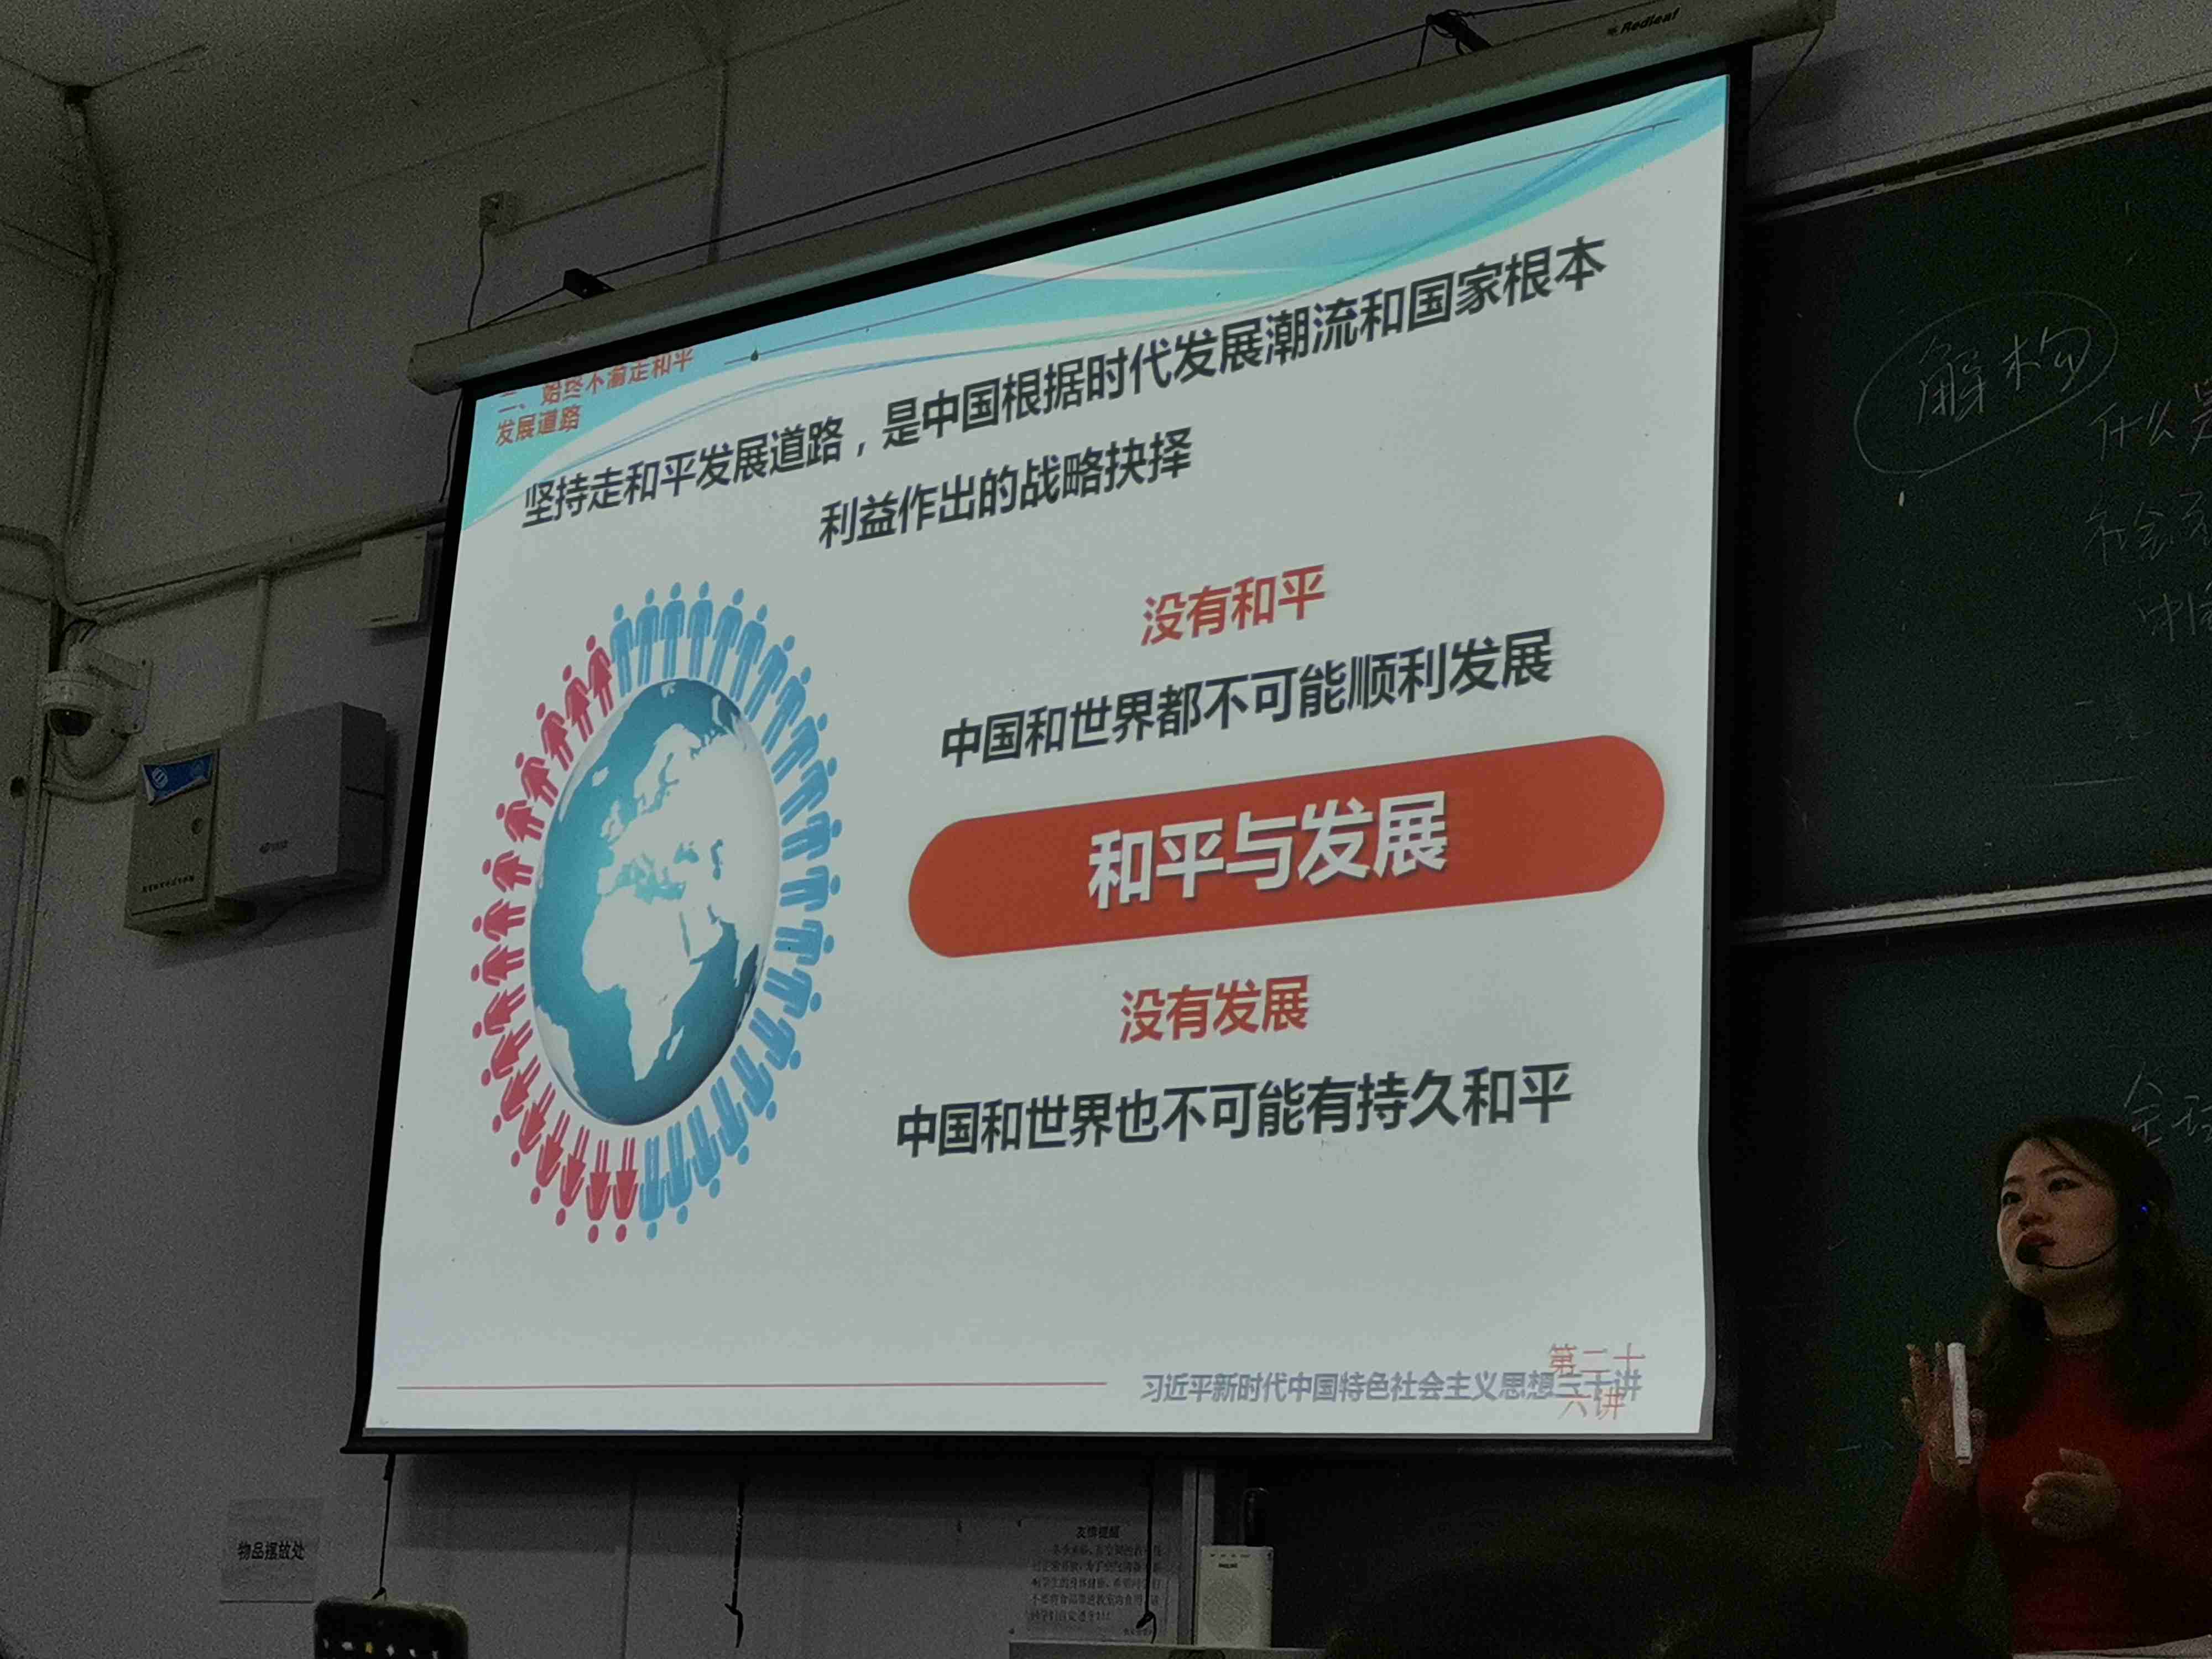 Redleaf
二、始终不渝走和平
发展道路
坚持走和平发展道路，是中国根据时代发展潮流和国家根本
利益作出的战略抉择
没有和平
中国和世界都不可能顺利发展
和平与发展
没有发展
中国和世界也不可能有持久和平
习近平新时代中国特色社会主义思想三十讲
第二十
六讲
解构
什么是
社会
全球
物品摆放处
友情提醒